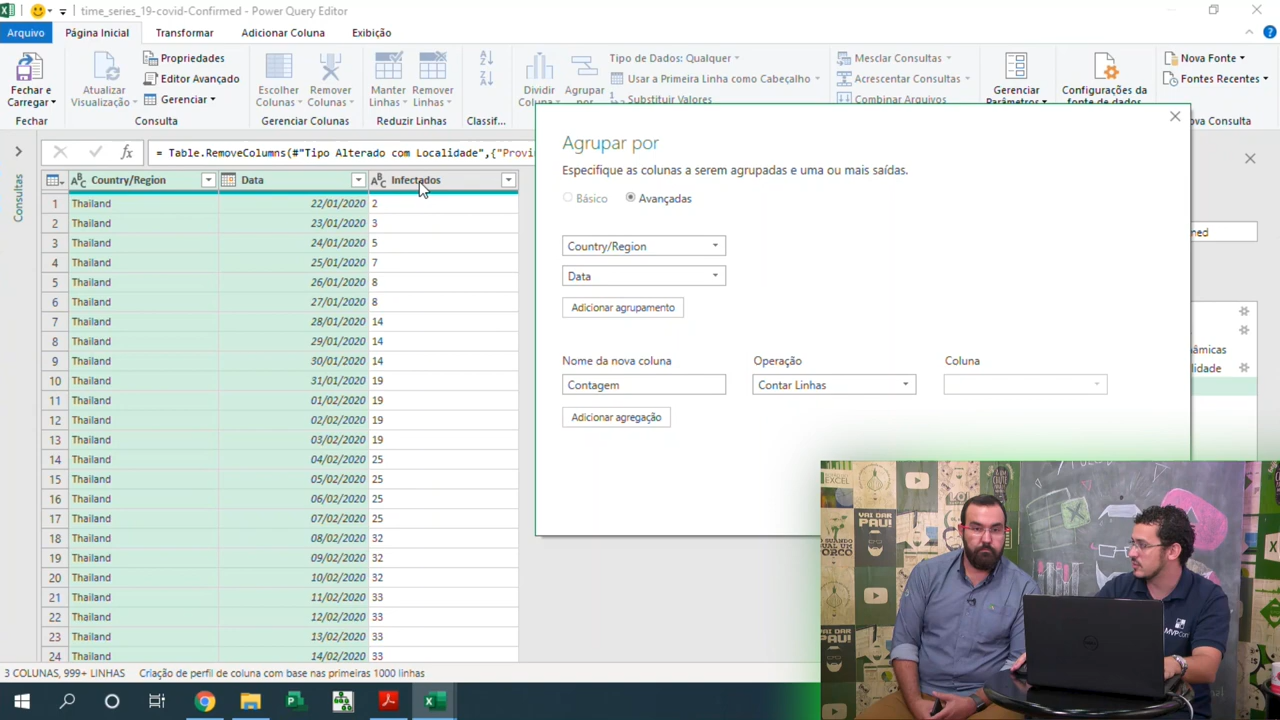 time_series_19-covid-Confirmed - Power Query Editor
Arquivo
Página Inicial
Transformar
Adicionar Coluna
Exibição
Fechar e
Carregar
Fechar
Atualizar
Visualização
Propriedades
Editor Avançado
Gerenciar
Consulta
Escolher
Colunas
Remover
Colunas
Gerenciar Colunas
Manter
Linhas
Remover
Linhas
Reduzir Linhas
Classif...
Dividir
Agrupar
por
Tipo de Dados: Qualquer
Usar a Primeira Linha como Cabeçalho
Substituir Valores
Mesclar Consultas
Acrescentar Consultas
Combinar Arquivos
Gerenciar
Configurações da
Nova Fonte
Fontes Recentes
ova Consulta
Consultas
= Table.RemoveColumns(#"Tipo Alterado com Localidade",{"Provi
Country/Region Data Infectados
1 Thailand 22/01/2020 2
2 Thailand 23/01/2020 3
3 Thailand 24/01/2020 5
4 Thailand 25/01/2020 7
5 Thailand 26/01/2020 8
6 Thailand 27/01/2020 8
7 Thailand 28/01/2020 14
8 Thailand 29/01/2020 14
9 Thailand 30/01/2020 14
10 Thailand 31/01/2020 19
11 Thailand 01/02/2020 19
12 Thailand 02/02/2020 19
13 Thailand 03/02/2020 19
14 Thailand 04/02/2020 25
15 Thailand 05/02/2020 25
16 Thailand 06/02/2020 25
17 Thailand 07/02/2020 25
18 Thailand 08/02/2020 32
19 Thailand 09/02/2020 32
20 Thailand 10/02/2020 32
21 Thailand 11/02/2020 33
22 Thailand 12/02/2020 33
23 Thailand 13/02/2020 33
24 Thailand 14/02/2020 33
Agrupar por
Especifique as colunas a serem agrupadas e uma ou mais saídas.
Básico
Avançadas
Country/Region
Data
Adicionar agrupamento
Nome da nova coluna Operação Coluna
Contagem Contar Linhas
Adicionar agregação
med
nâmicas
lidade
3 COLUNAS, 999+ LINHAS
Criação de perfil de coluna com base nas primeiras 1000 linhas
VAI DAR
PAU!
VAI DAR
PAU!
MVPConf
DELL